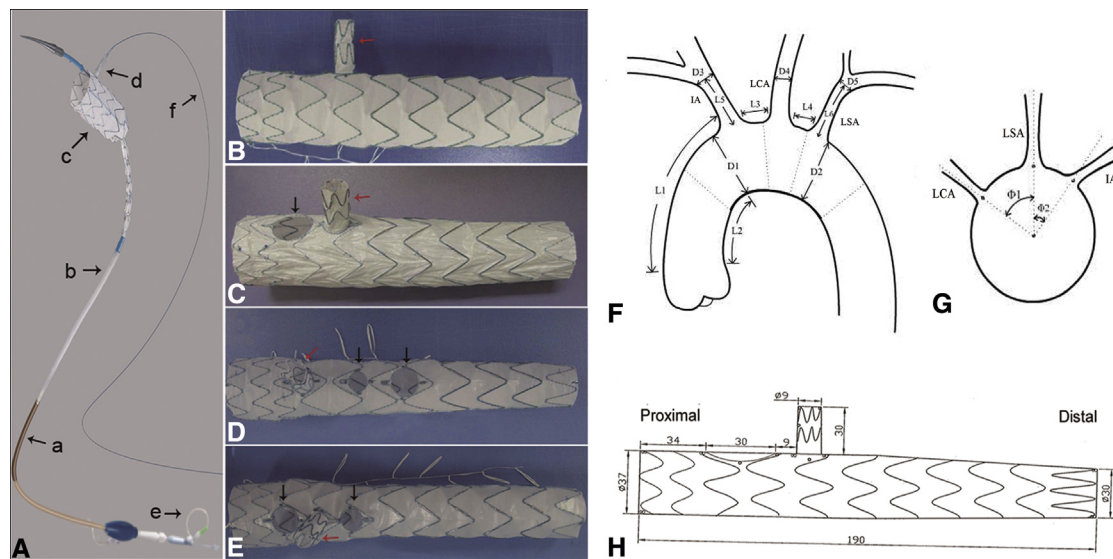 A
a
b
c
d
e
f
B
C
D
E
F
D3
IA
L5
L3
LCA
D4
L4
D5
L6
LSA
D1
D2
L1
L2
G
LSA
LCA
IA
Φ1
Φ2
H
Proximal
Distal
ø9
34
30
9
30
ø37
ø30
190